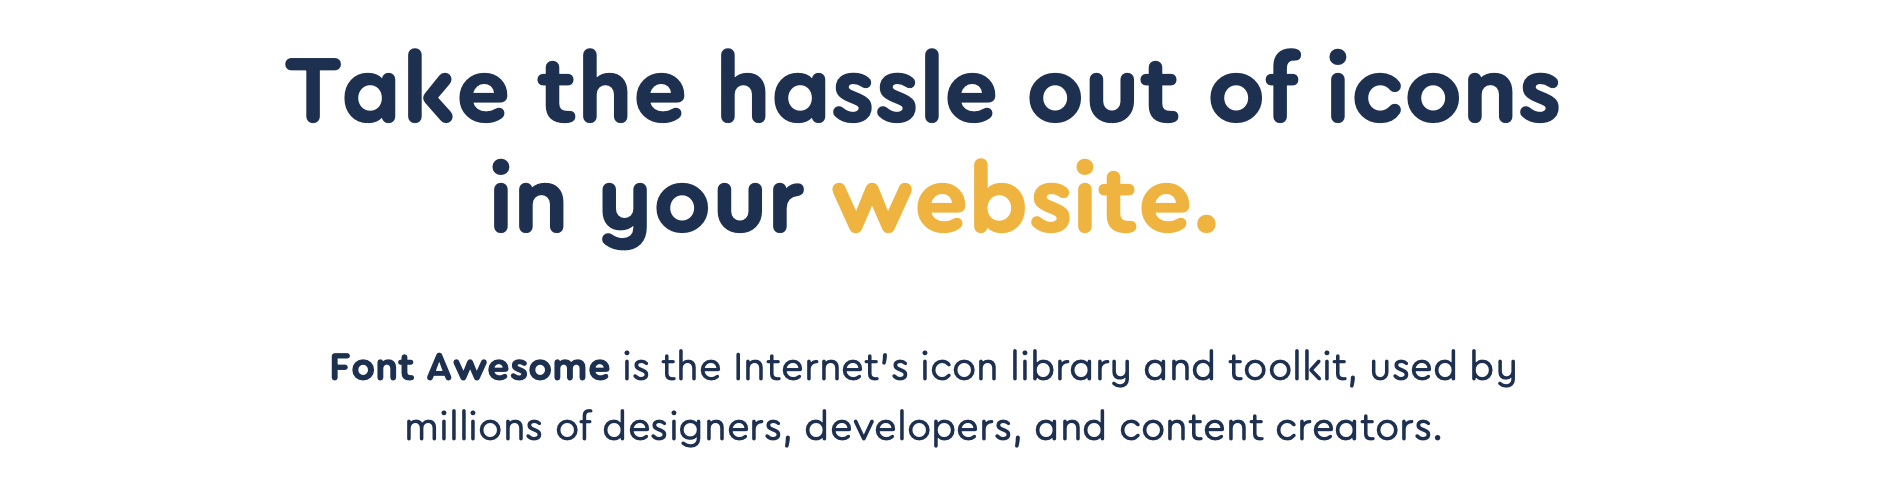 Take the hassle out of icons
in your website.
Font Awesome is the Internet's icon library and toolkit, used by
millions of designers, developers, and content creators.